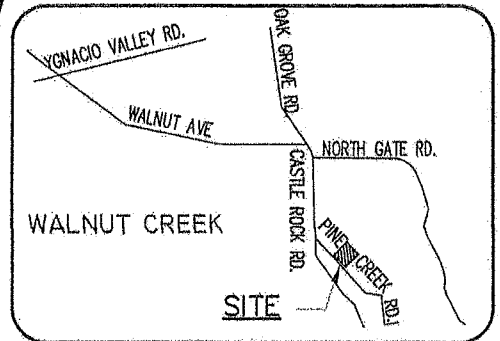 YGNACIO VALLEY RD.
OAK GROVE RD.
WALNUT AVE
NORTH GATE RD.
CASTLE ROCK RD.
WALNUT CREEK
PINE CREEK RD.
SITE